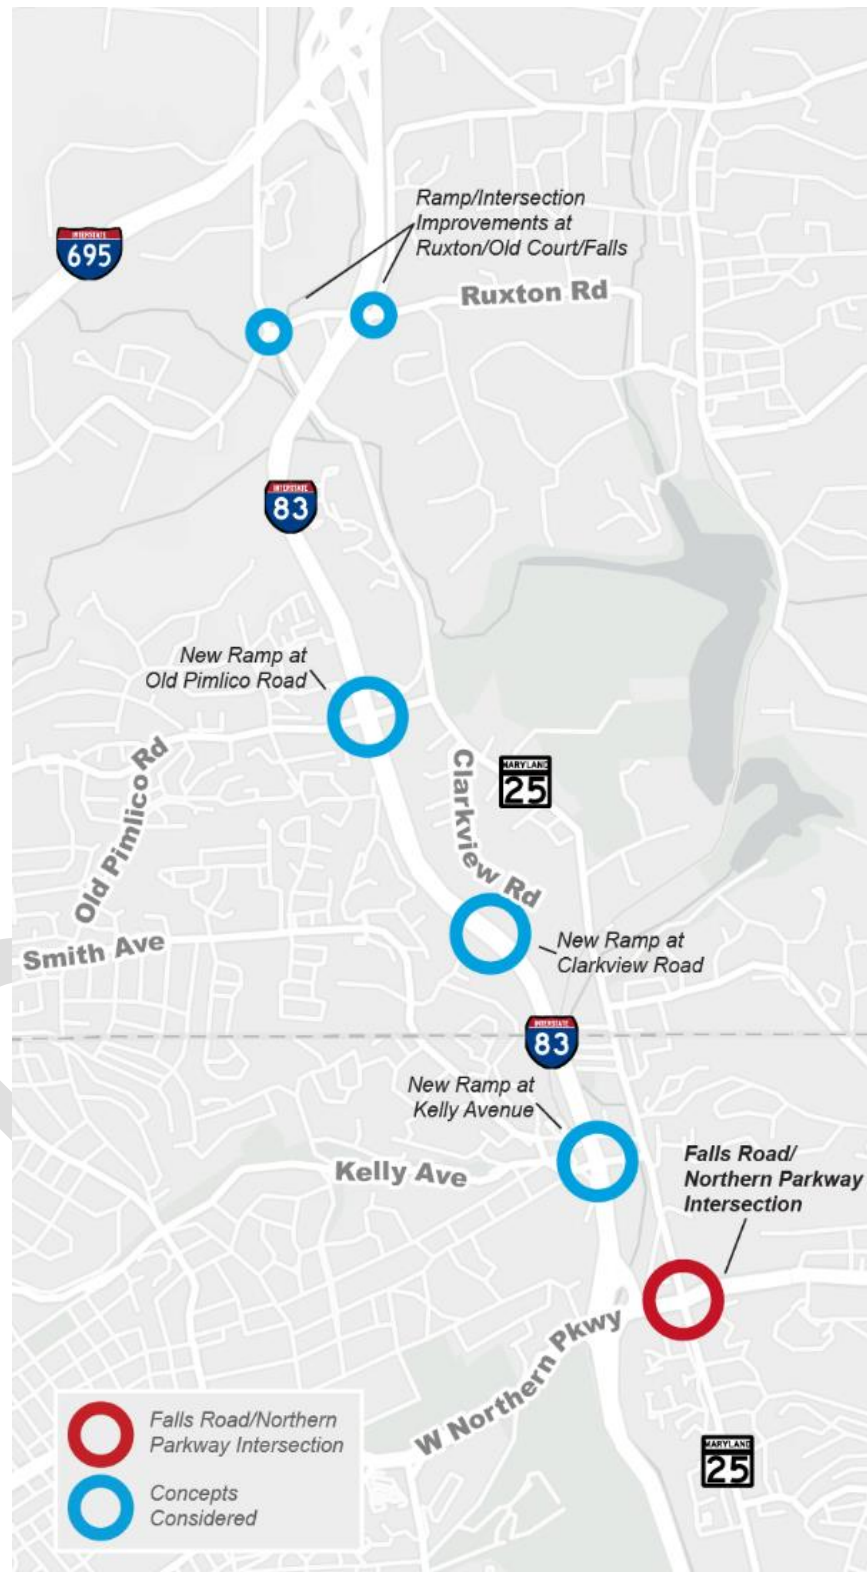 Ramp/Intersection
Improvements at
Ruxton/Old Court/Falls
INTERSTATE
695
Ruxton Rd
INTERSTATE
83
New Ramp at
Old Pimlico Road
MARYLAND
25
Clarkview Rd
Old Pimlico Rd
Smith Ave
New Ramp at
Clarkview Road
INTERSTATE
83
New Ramp at
Kelly Avenue
Kelly Ave
Falls Road/
Northern Parkway
Intersection
W Northern Pkwy
Falls Road/Northern
Parkway Intersection
MARYLAND
25
Concepts
Considered